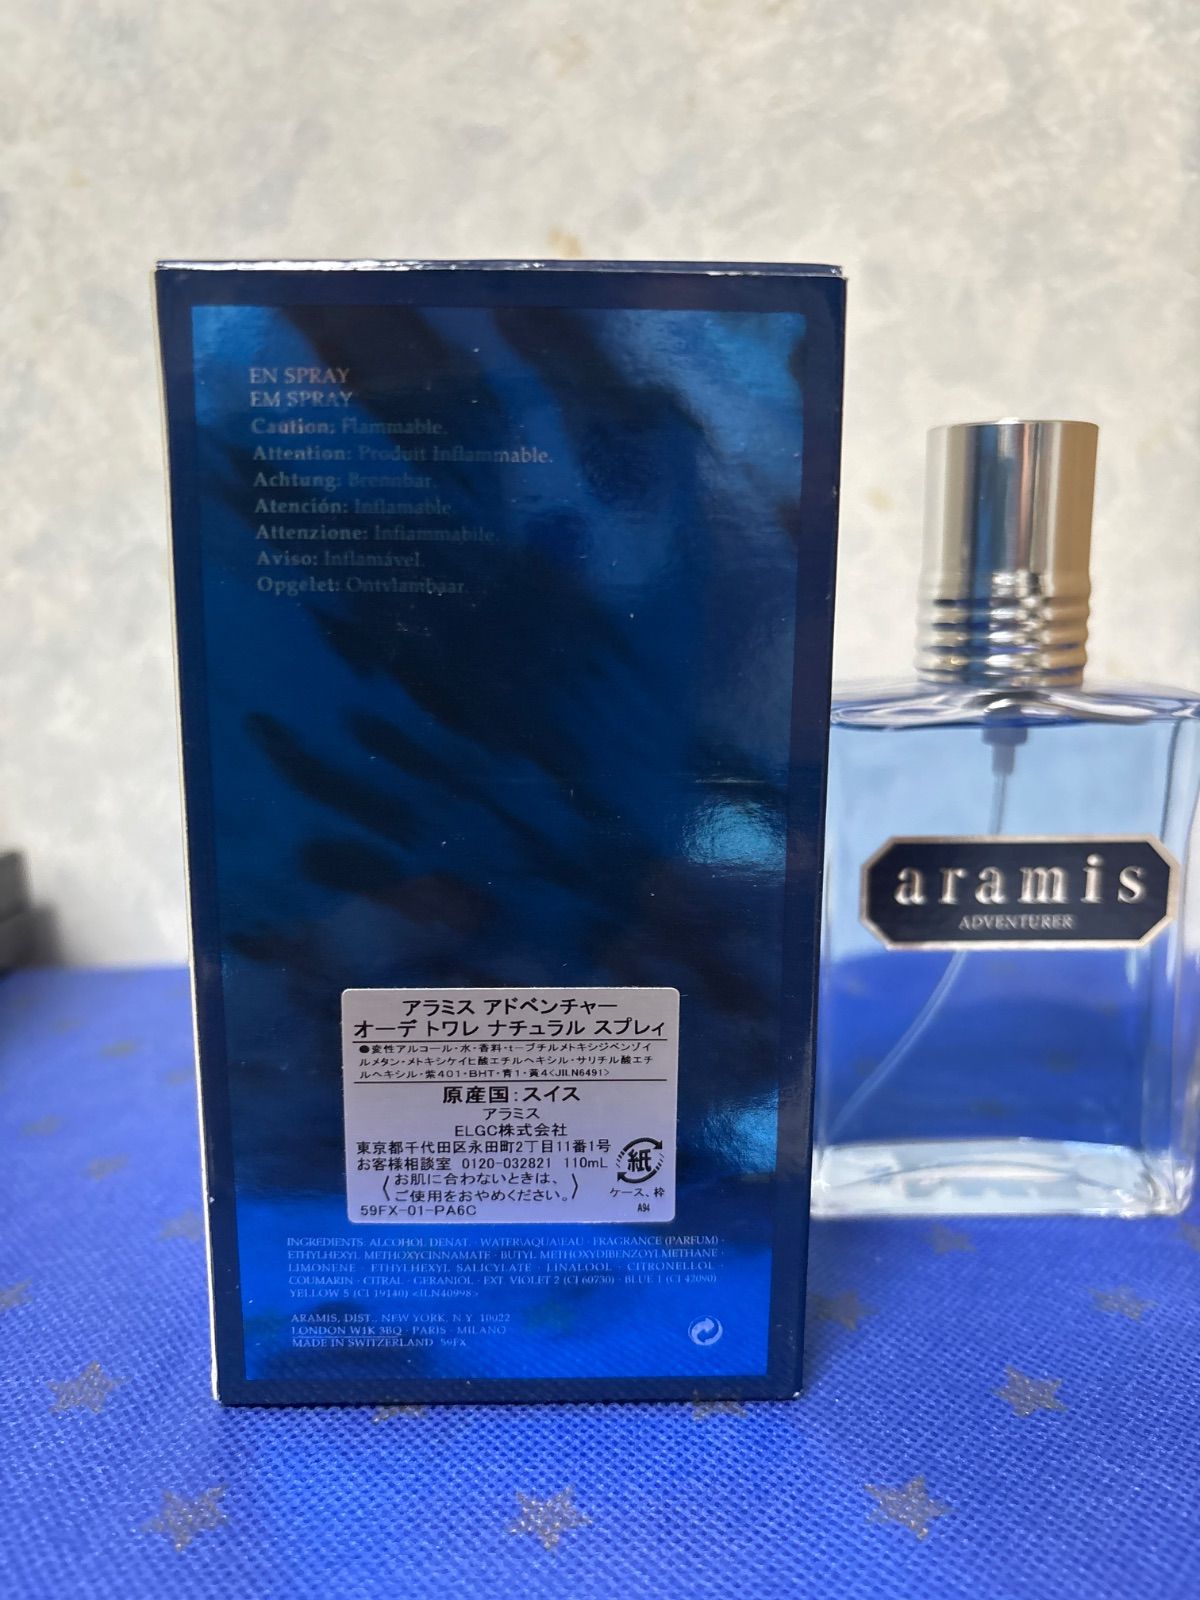 EN SPRAY
EM SPRAY
Caution: Flammable.
Attention: Produit Inflammable.
Achtung: Brennbar.
Atención: Inflamable.
Attenzione: Infiammabile.
Aviso: Inflamável.
Opgelet: Ontvlambaar.
aramis
ADVENTURER
アラミス アドベンチャー
オーデ トワレ ナチュラル スプレィ
●変性アルコール・水・香料・t-ブチルメトキシジベンゾイ
ルメタン・メトキシケイヒ酸エチルヘキシル・サリチル酸エチ
ルヘキシル・紫401・BHT・青1・黄4<JILN6491>
原産国:スイス
アラミス
ELGC株式会社
東京都千代田区永田町2丁目11番1号
お客様相談室 0120-032821 110mL
お肌に合わないときは、
ご使用をおやめください。
59FX-01-PA6C
紙
ケース、枠
A94
INGREDIENTS: ALCOHOL DENAT. · WATER\AQUA\EAU · FRAGRANCE (PARFUM) ·
ETHYLHEXYL METHOXYCINNAMATE · BUTYL METHOXYDIBENZOYLMETHANE ·
LIMONENE · ETHYLHEXYL SALICYLATE · LINALOOL · CITRONELLOL ·
COUMARIN · CITRAL · GERANIOL · EXT. VIOLET 2 (CI 60730) · BLUE 1 (CI 42090)
YELLOW 5 (CI 19140) <ILN40998>
ARAMIS, DIST., NEW YORK, N.Y. 10022
LONDON W1K 3BQ · PARIS · MILANO
MADE IN SWITZERLAND 59FX